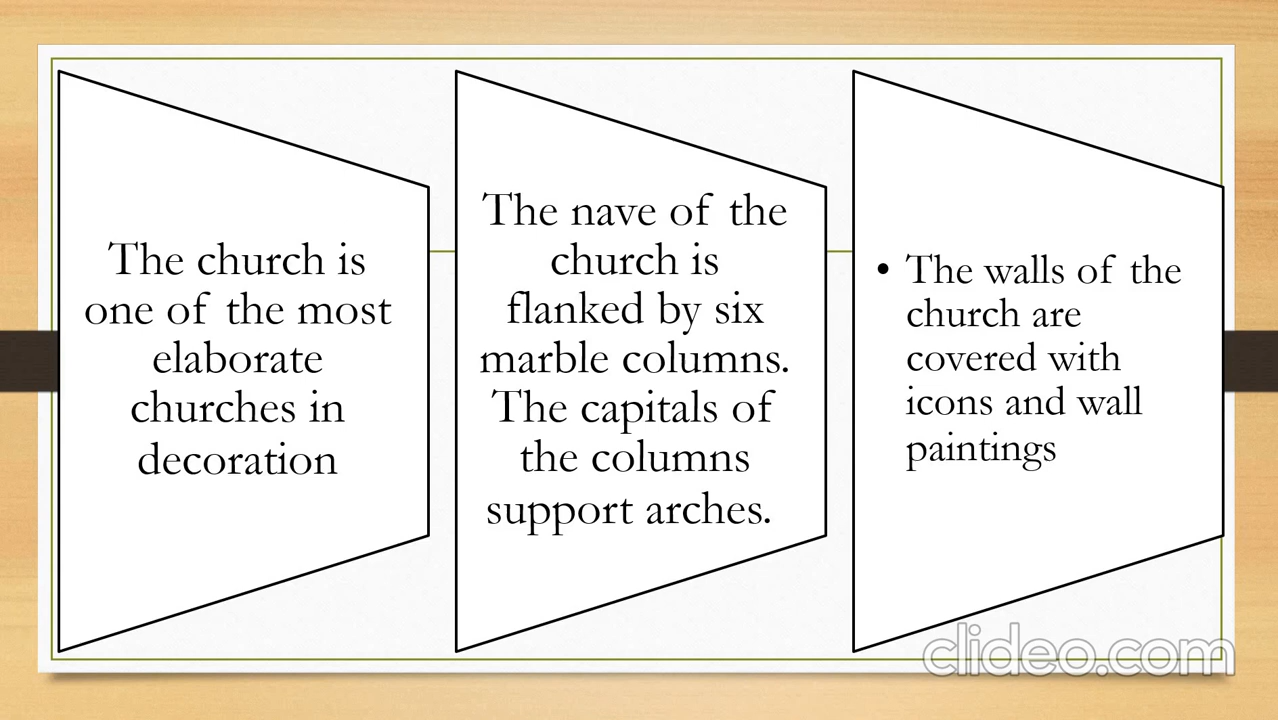 The church is
one of the most
elaborate
churches in
decoration
The nave of the
church is
flanked by six
marble columns.
The capitals of
the columns
support arches.
• The walls of the
church are
covered with
icons and wall
paintings
clideo.com